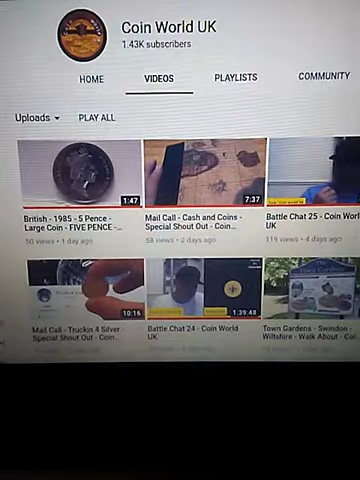 Coin World UK
1.43K subscribers
HOME VIDEOS PLAYLISTS COMMUNITY
Uploads PLAY ALL
1:47
7:37
British - 1985 - 5 Pence -
Large Coin - FIVE PENCE -...
50 views • 1 day ago
Mail Call - Cash and Coins -
Special Shout Out - Coin...
58 views • 2 days ago
Battle Chat 25 - Coin Worl
UK
119 views • 4 days ago
10:16
1:39:48
Town Gardens
Mail Call - Truckin 4 Silver
Special Shout Out - Coin...
Battle Chat 24 - Coin World
UK
Town Gardens - Swindon -
Wiltshire - Walk About - Coi